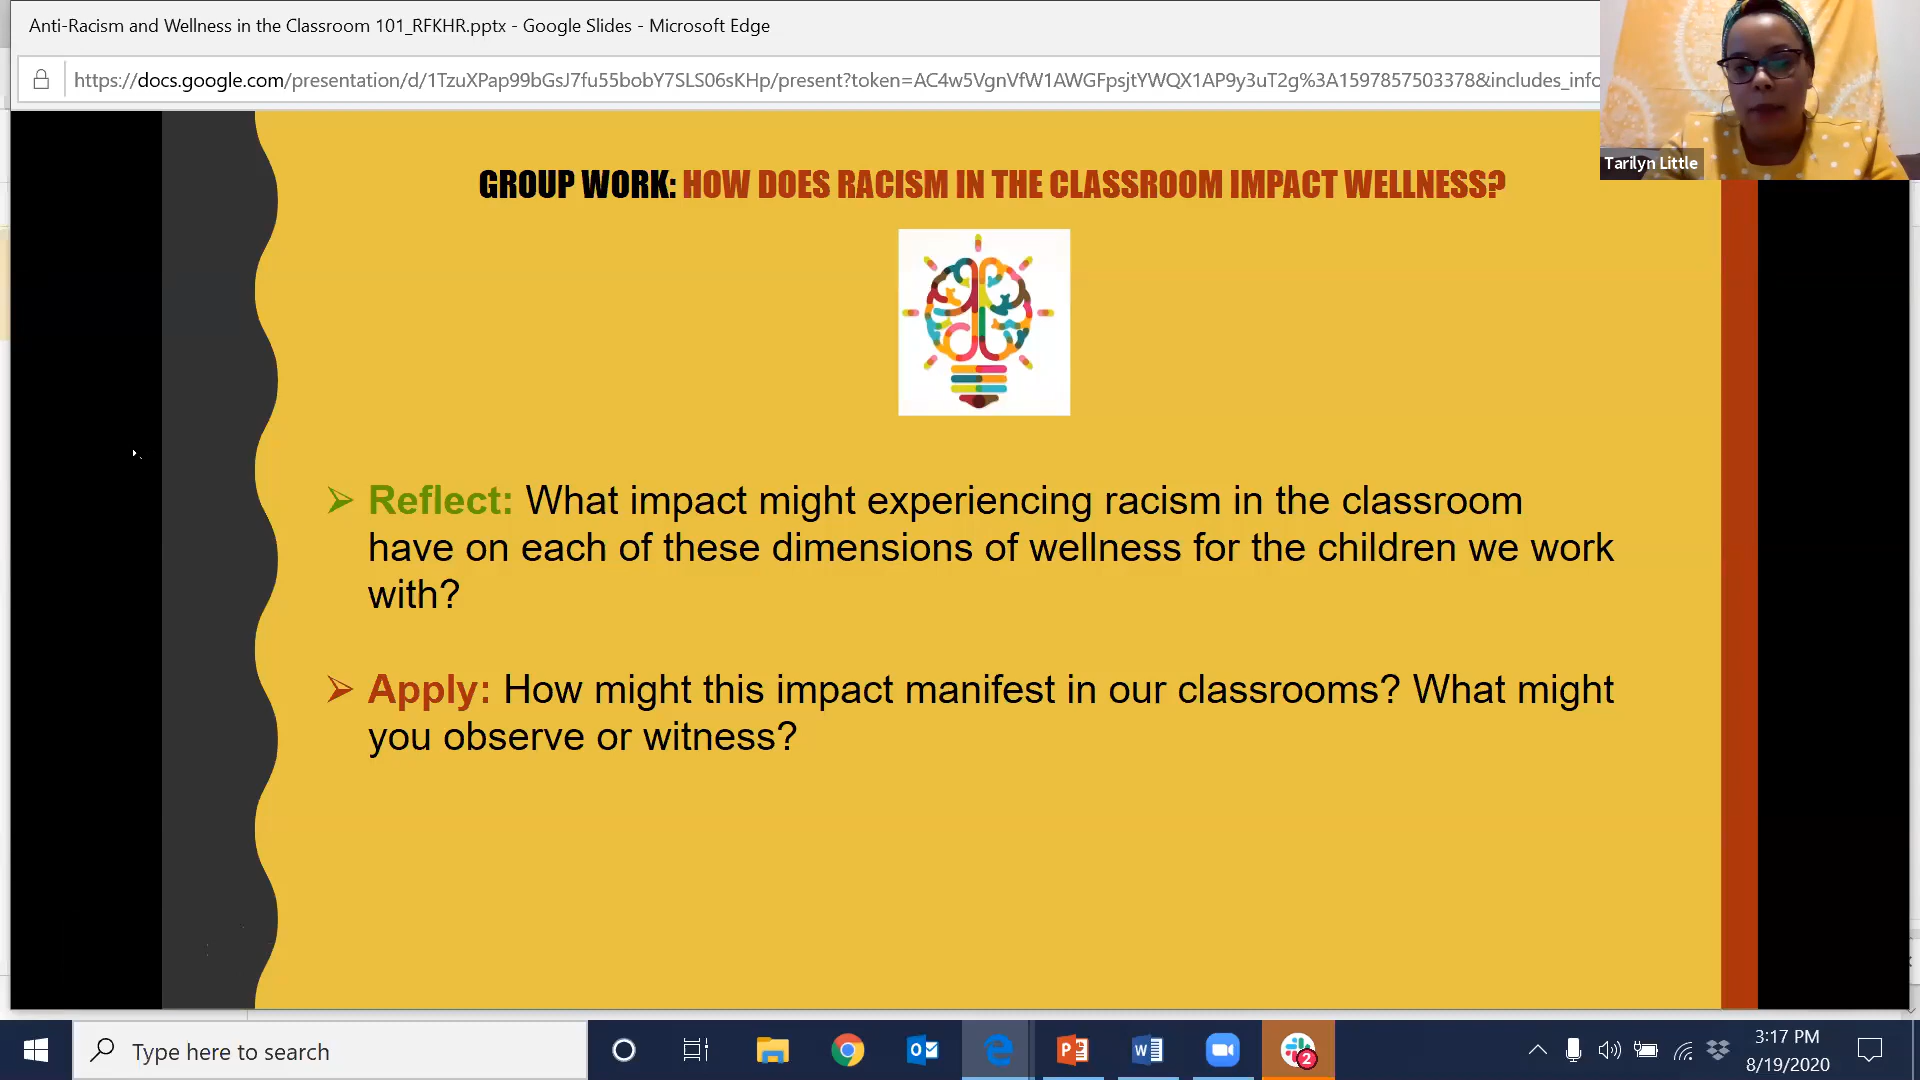 Anti-Racism and Wellness in the Classroom 101_RFKHR.pptx - Google Slides - Microsoft Edge
https://docs.google.com/presentation/d/1TzuXPap99bGsJ7fu55bobY7SLS06sKHp/present?token=AC4w5VgnVfW1AWGFpsjtYWQX1AP9y3uT2g%3A1597857503378&includes_info
Tarilyn Little
GROUP WORK: HOW DOES RACISM IN THE CLASSROOM IMPACT WELLNESS?
Reflect: What impact might experiencing racism in the classroom
have on each of these dimensions of wellness for the children we work
with?
Apply: How might this impact manifest in our classrooms? What might
you observe or witness?
Type here to search
2
3:17 PM
8/19/2020